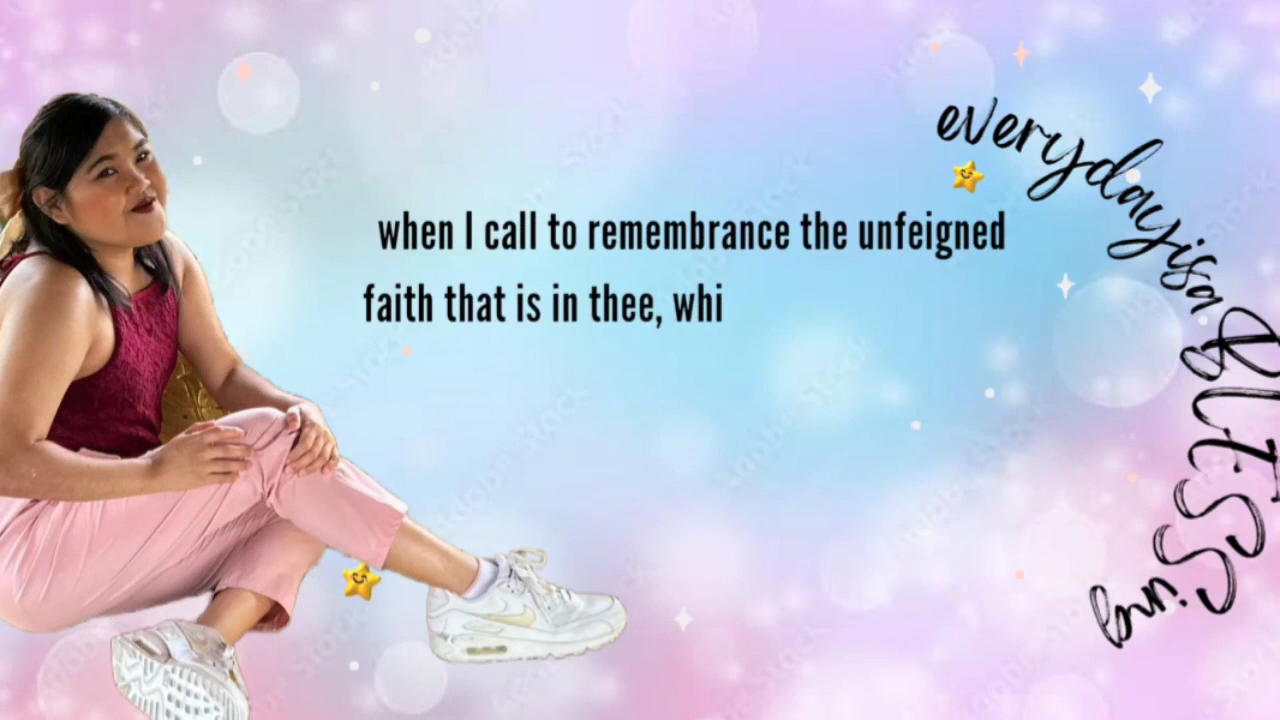 when I call to remembrance the unfeigned
faith that is in thee, whi
everydayisaBLESSing